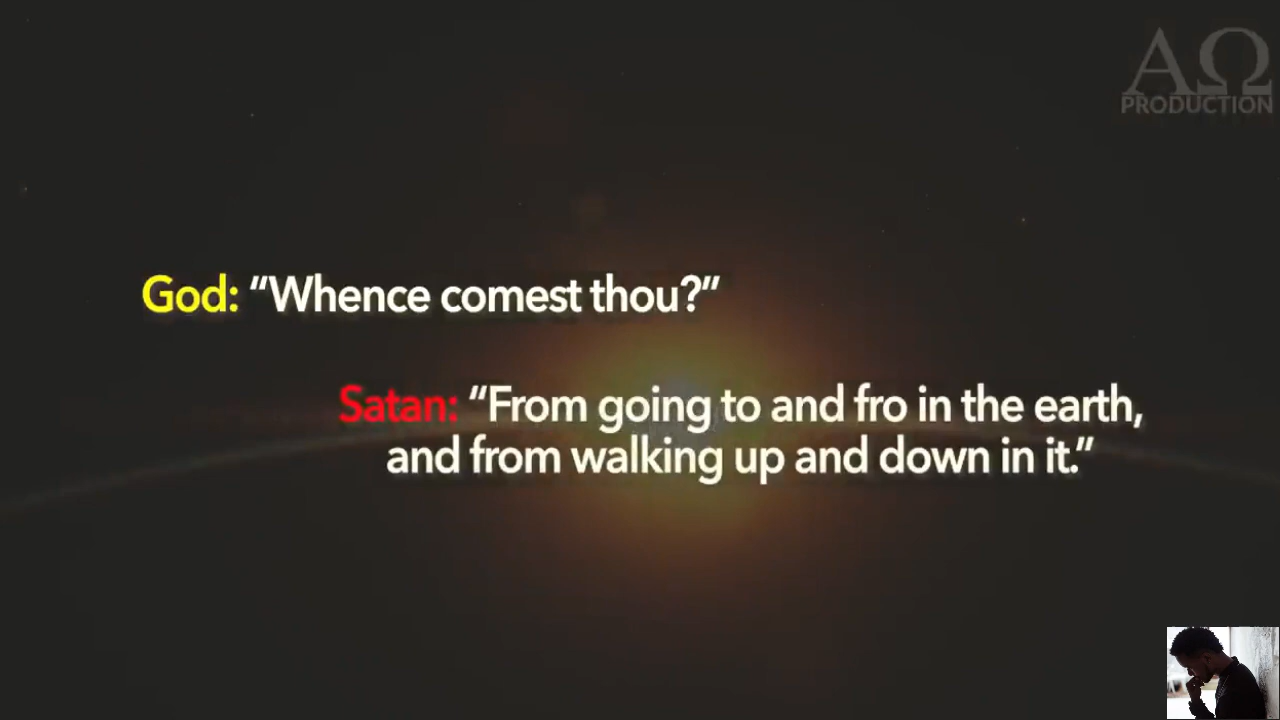 ΑΩ
PRODUCTION
God: “Whence comest thou?”
Satan: “From going to and fro in the earth,
and from walking up and down in it.”